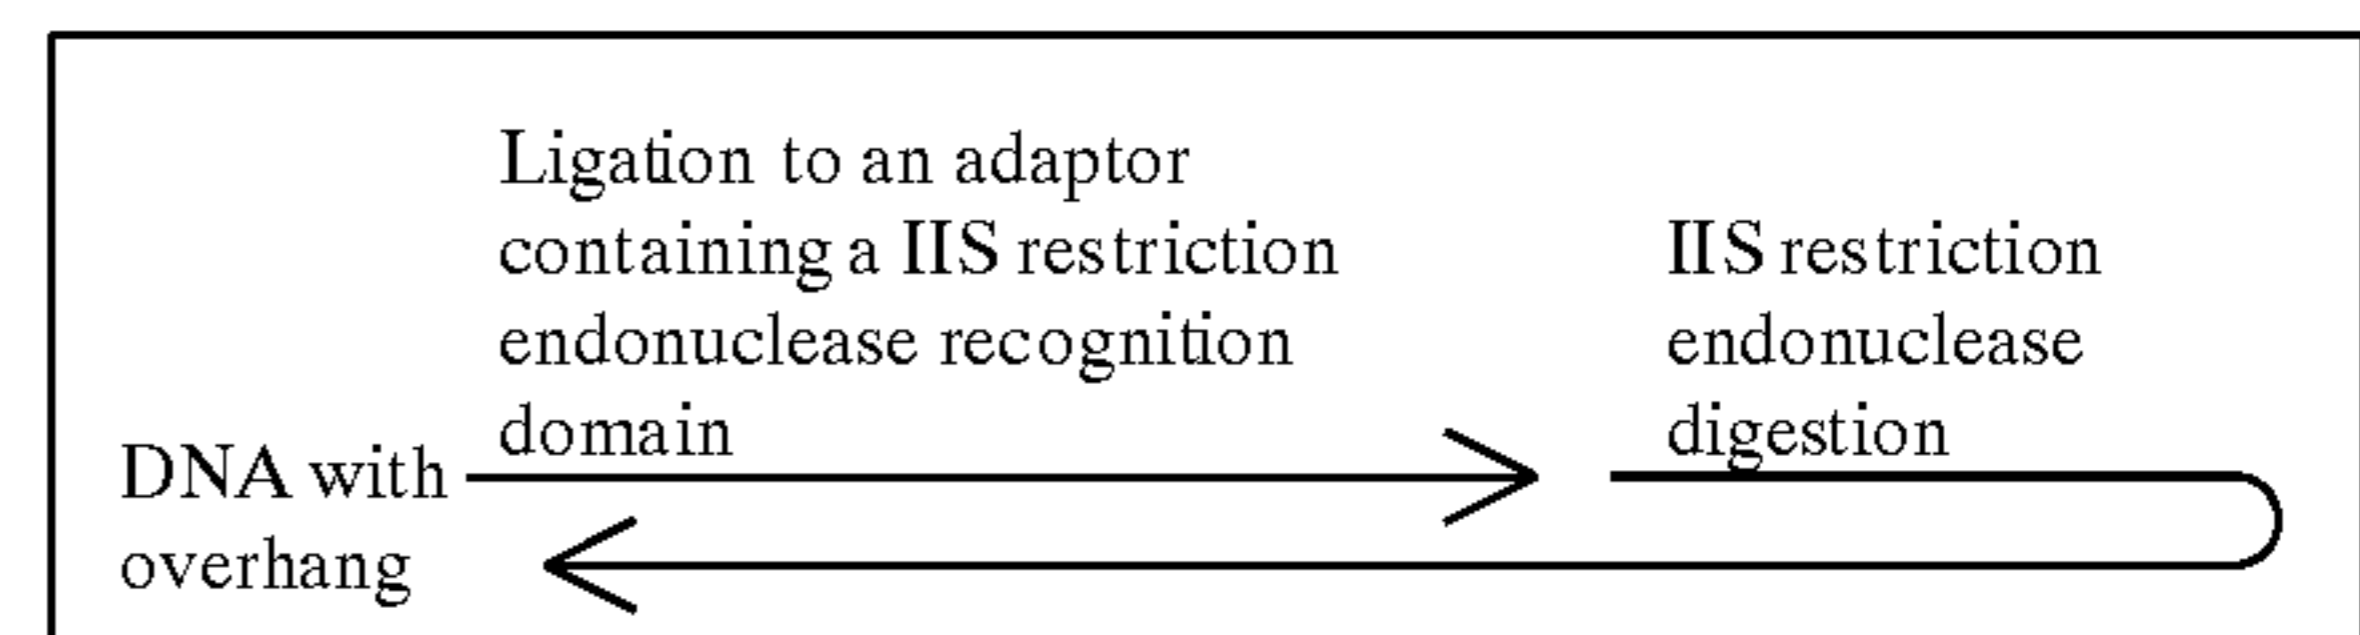 Ligation to an adaptor
containing a IIS restriction
endonuclease recognition
domain
IIS restriction
endonuclease
digestion
DNA with
overhang